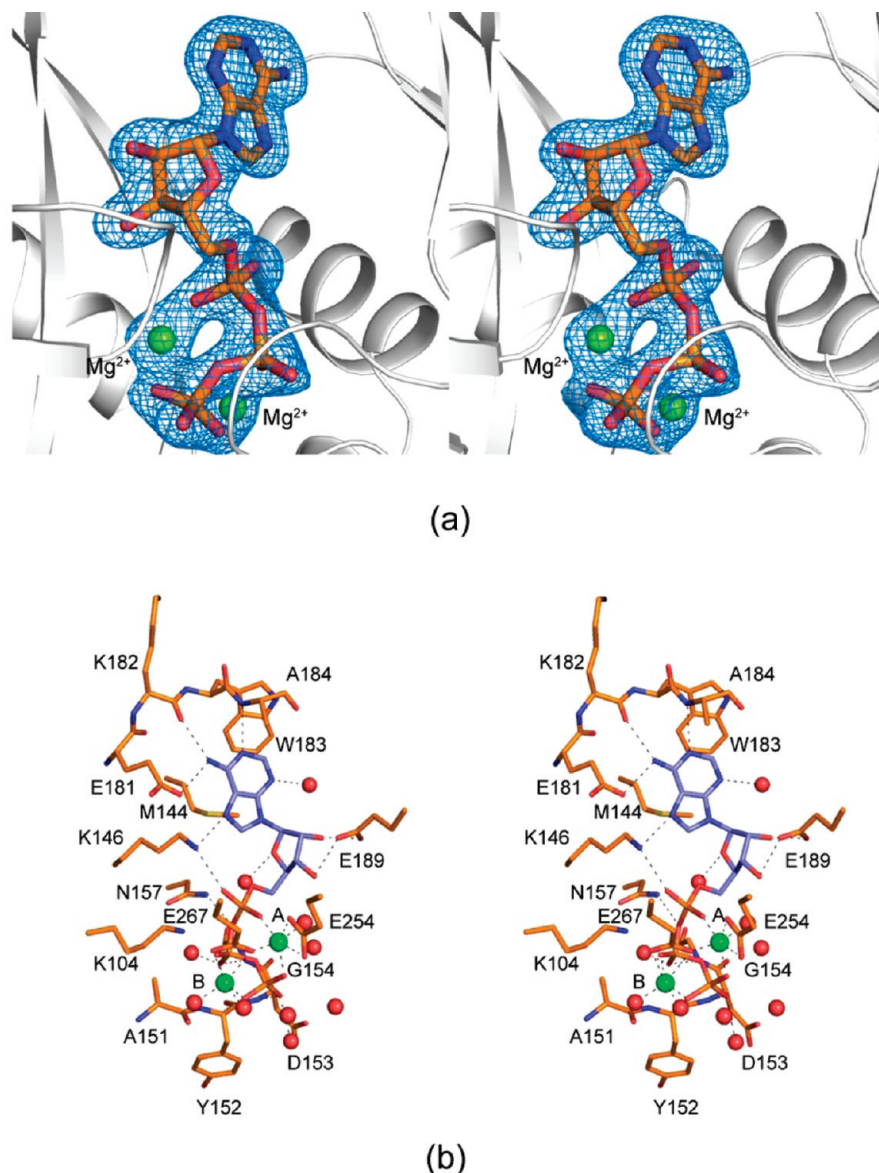 Mg²⁺ Mg²⁺
Mg²⁺ Mg²⁺
(a)
K182 A184 K182 A184
W183 W183
E181 E181
M144 M144
K146 K146
E189 E189
N157 N157
E267 A E254 E267 A E254
K104 K104
G154 G154
B B
A151 A151
D153 D153
Y152 Y152
(b)